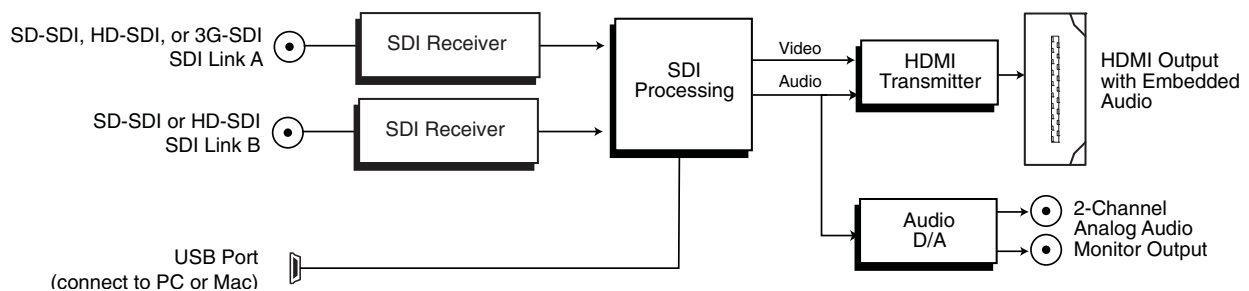 SD-SDI, HD-SDI, or 3G-SDI
SDI Link A
SDI Receiver
SD-SDI or HD-SDI
SDI Link B
SDI Receiver
SDI
Processing
Video
Audio
HDMI
Transmitter
HDMI Output
with Embedded
Audio
Audio
D/A
2-Channel
Analog Audio
Monitor Output
USB Port
(connect to PC or Mac)